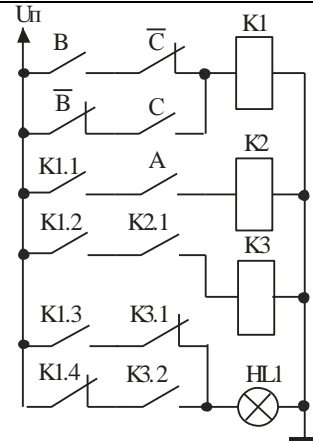 Uп
B C̅ K1
B̅ C
K1.1 A K2
K1.2 K2.1 K3
K1.3 K3.1
K1.4 K3.2 HL1